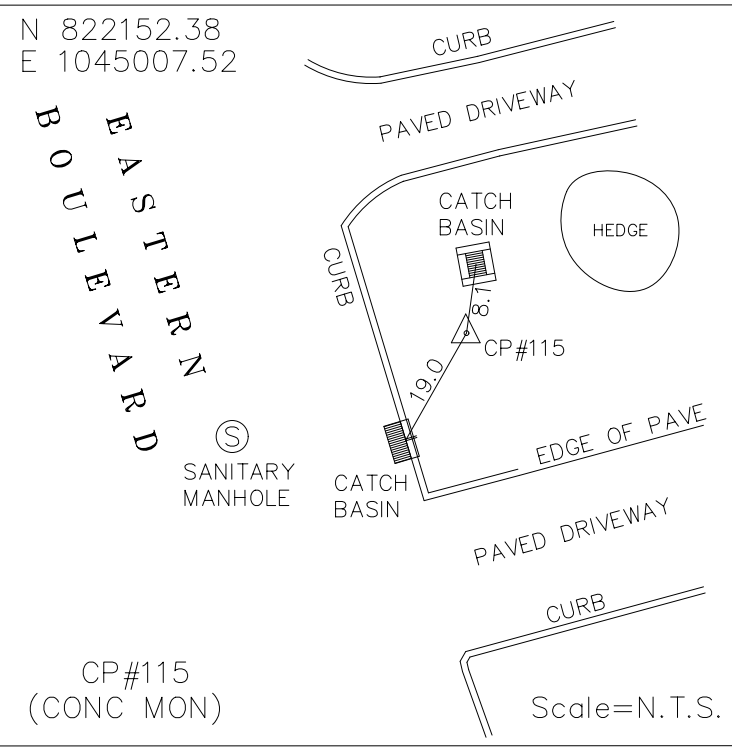 N 822152.38
E 1045007.52
CURB
PAVED DRIVEWAY
EASTERN
BOULEVARD
CATCH
BASIN
HEDGE
CURB
8.1
CP#115
19.0
S
SANITARY
MANHOLE
CATCH
BASIN
EDGE OF PAVE
PAVED DRIVEWAY
CURB
CP#115
(CONC MON)
Scale=N.T.S.